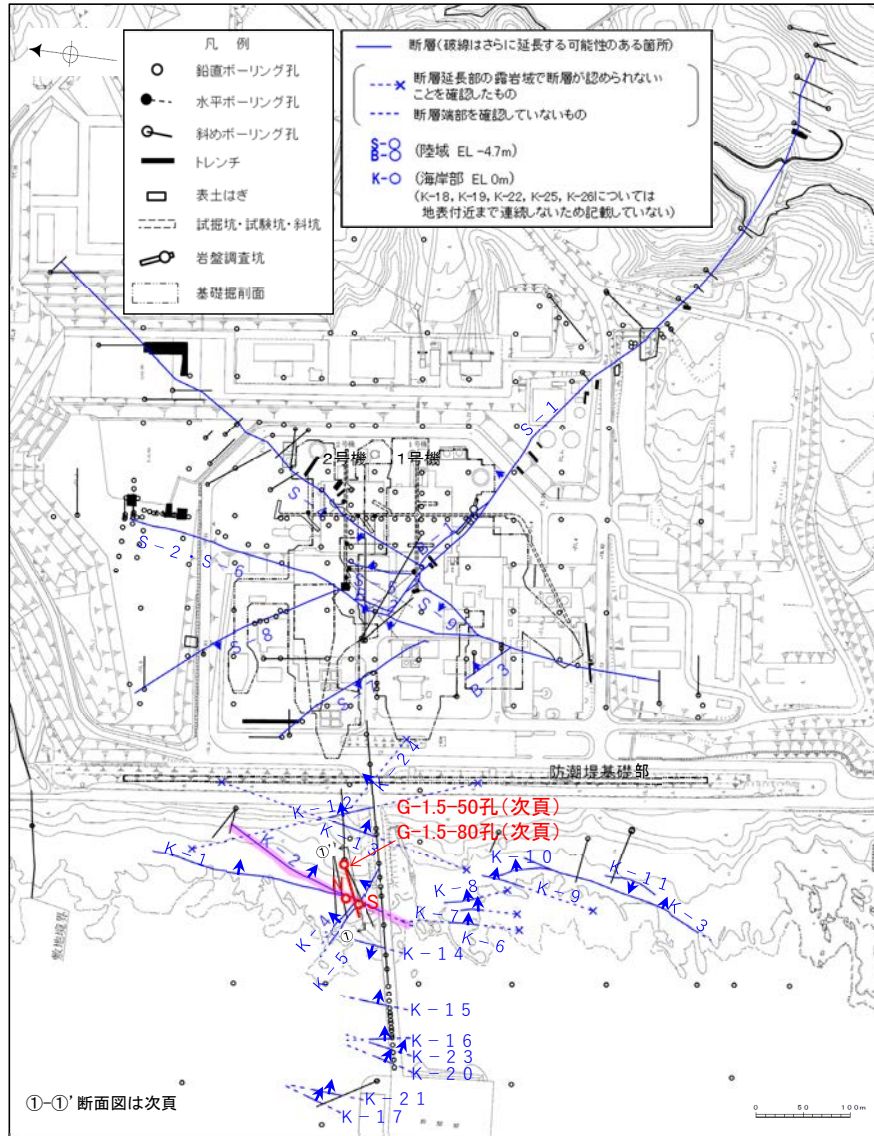 凡 例
鉛直ボーリング孔
水平ボーリング孔
斜めボーリング孔
トレンチ
表土はぎ
試掘坑・試験坑・斜坑
岩盤調査坑
基礎掘削面
断層(破線はさらに延長する可能性のある箇所)
断層延長部の露岩域で断層が認められない
ことを確認したもの
断層端部を確認していないもの
S-○
B-○
(陸域 EL -4.7m)
K-○
(海岸部 EL 0m)
(K-18, K-19, K-22, K-25, K-26については
地表付近まで連続しないため記載していない)
S-1
2号機
1号機
S-4
S-2・S-6
S-9
S-8
S-7
B-3
K-24
防潮堤基礎部
K-12
G-1.5-50孔(次頁)
K-13
G-1.5-80孔(次頁)
K-1
K-2
①'
K-10
K-11
K-8
K-9
N
S
K-3
K-7
K-4
①
K-6
K-5
K-14
敷地境界
K-15
K-16
K-23
K-20
K-21
K-17
①-①'断面図は次頁
0 50 100m